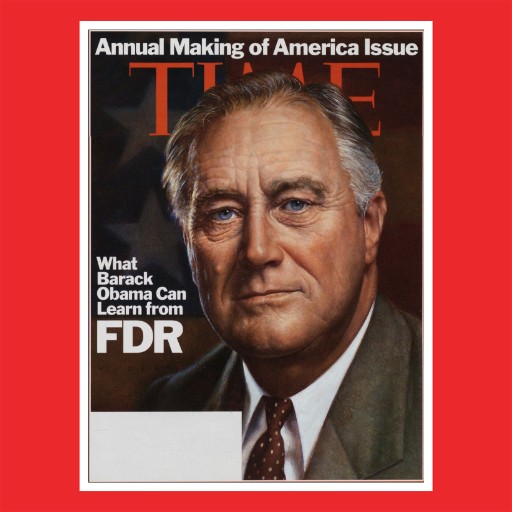 Annual Making of America Issue
TIME
What
Barack
Obama Can
Learn from
FDR